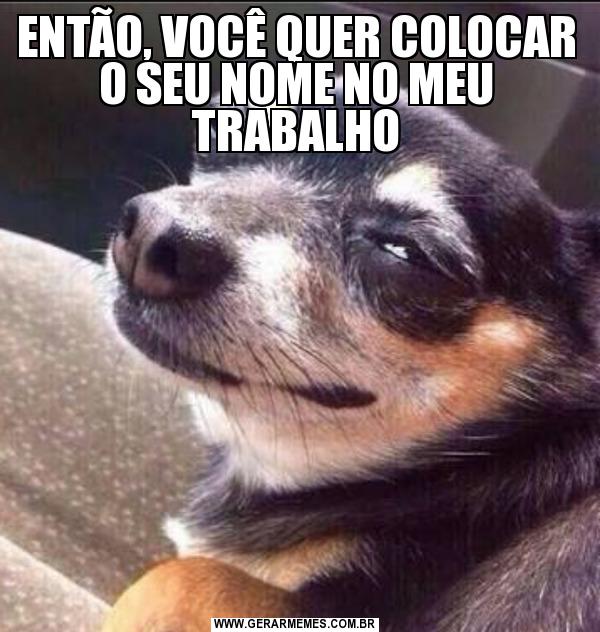 ENTÃO, VOCÊ QUER COLOCAR
O SEU NOME NO MEU
TRABALHO
WWW.GERARMEMES.COM.BR